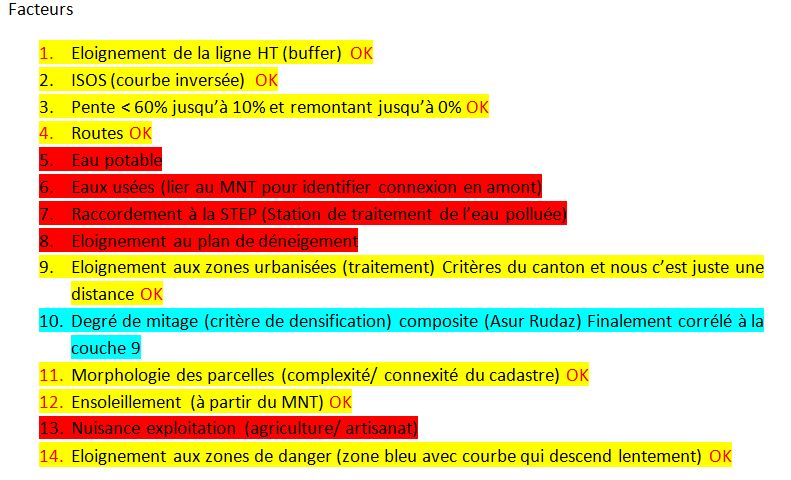 Facteurs
1. Eloignement de la ligne HT (buffer) OK
2. ISOS (courbe inversée) OK
3. Pente < 60% jusqu’à 10% et remontant jusqu’à 0% OK
4. Routes OK
5. Eau potable
6. Eaux usées (lier au MNT pour identifier connexion en amont)
7. Raccordement à la STEP (Station de traitement de l’eau polluée)
8. Eloignement au plan de déneigement
9. Eloignement aux zones urbanisées (traitement) Critères du canton et nous c’est juste une
distance OK
10. Degré de mitage (critère de densification) composite (Asur Rudaz) Finalement corrélé à la
couche 9
11. Morphologie des parcelles (complexité/ connexité du cadastre) OK
12. Ensoleillement (à partir du MNT) OK
13. Nuisance exploitation (agriculture/ artisanat)
14. Eloignement aux zones de danger (zone bleu avec courbe qui descend lentement) OK